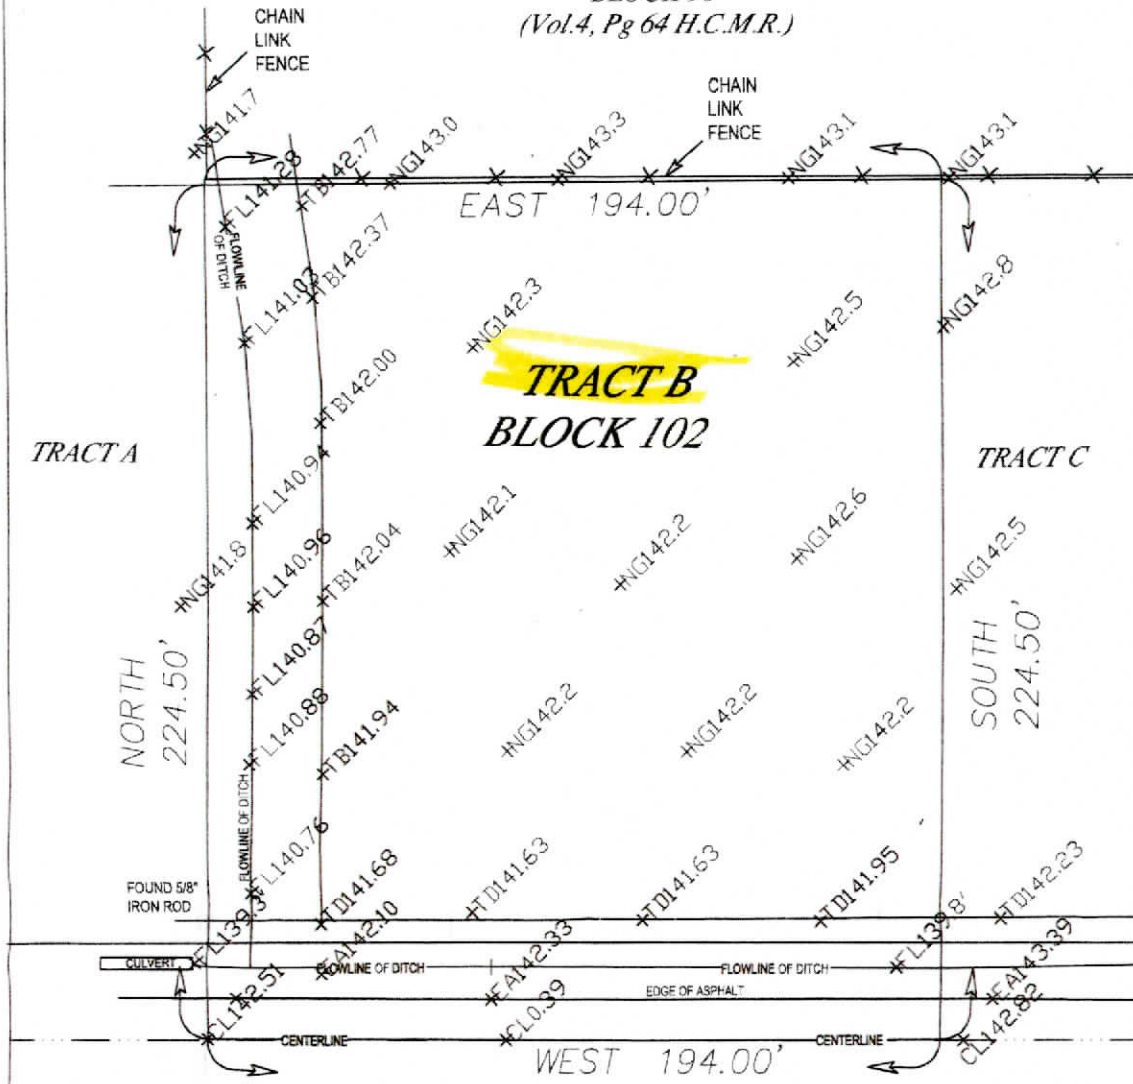 (Vol.4, Pg 64 H.C.M.R.)
CHAIN
LINK
FENCE
CHAIN
LINK
FENCE
NG141.7
FL141.28
TB142.77
NG143.0
NG143.3
NG143.1
NG143.1
EAST 194.00'
FLOWLINE
OF DITCH
TB142.37
NG142.3
NG142.5
NG142.8
TRACT B
BLOCK 102
TB142.00
TRACT A
TRACT C
FL140.94
NG142.1
NG142.2
NG142.6
NG142.5
NG141.8
FL140.96
TB142.04
NORTH
224.50'
SOUTH
224.50'
FL140.87
FL140.88
TB141.94
NG142.2
NG142.2
NG142.2
FLOWLINE OF DITCH
FL140.76
FOUND 5/8"
IRON ROD
TD141.68
TD141.63
TD141.63
TD141.95
TD142.23
FL139.3
EA142.10
EA142.33
FL139.8
EA143.39
CULVERT
FLOWLINE OF DITCH
FLOWLINE OF DITCH
EDGE OF ASPHALT
CL142.51
CL0.39
CL142.82
CENTERLINE
CENTERLINE
WEST 194.00'